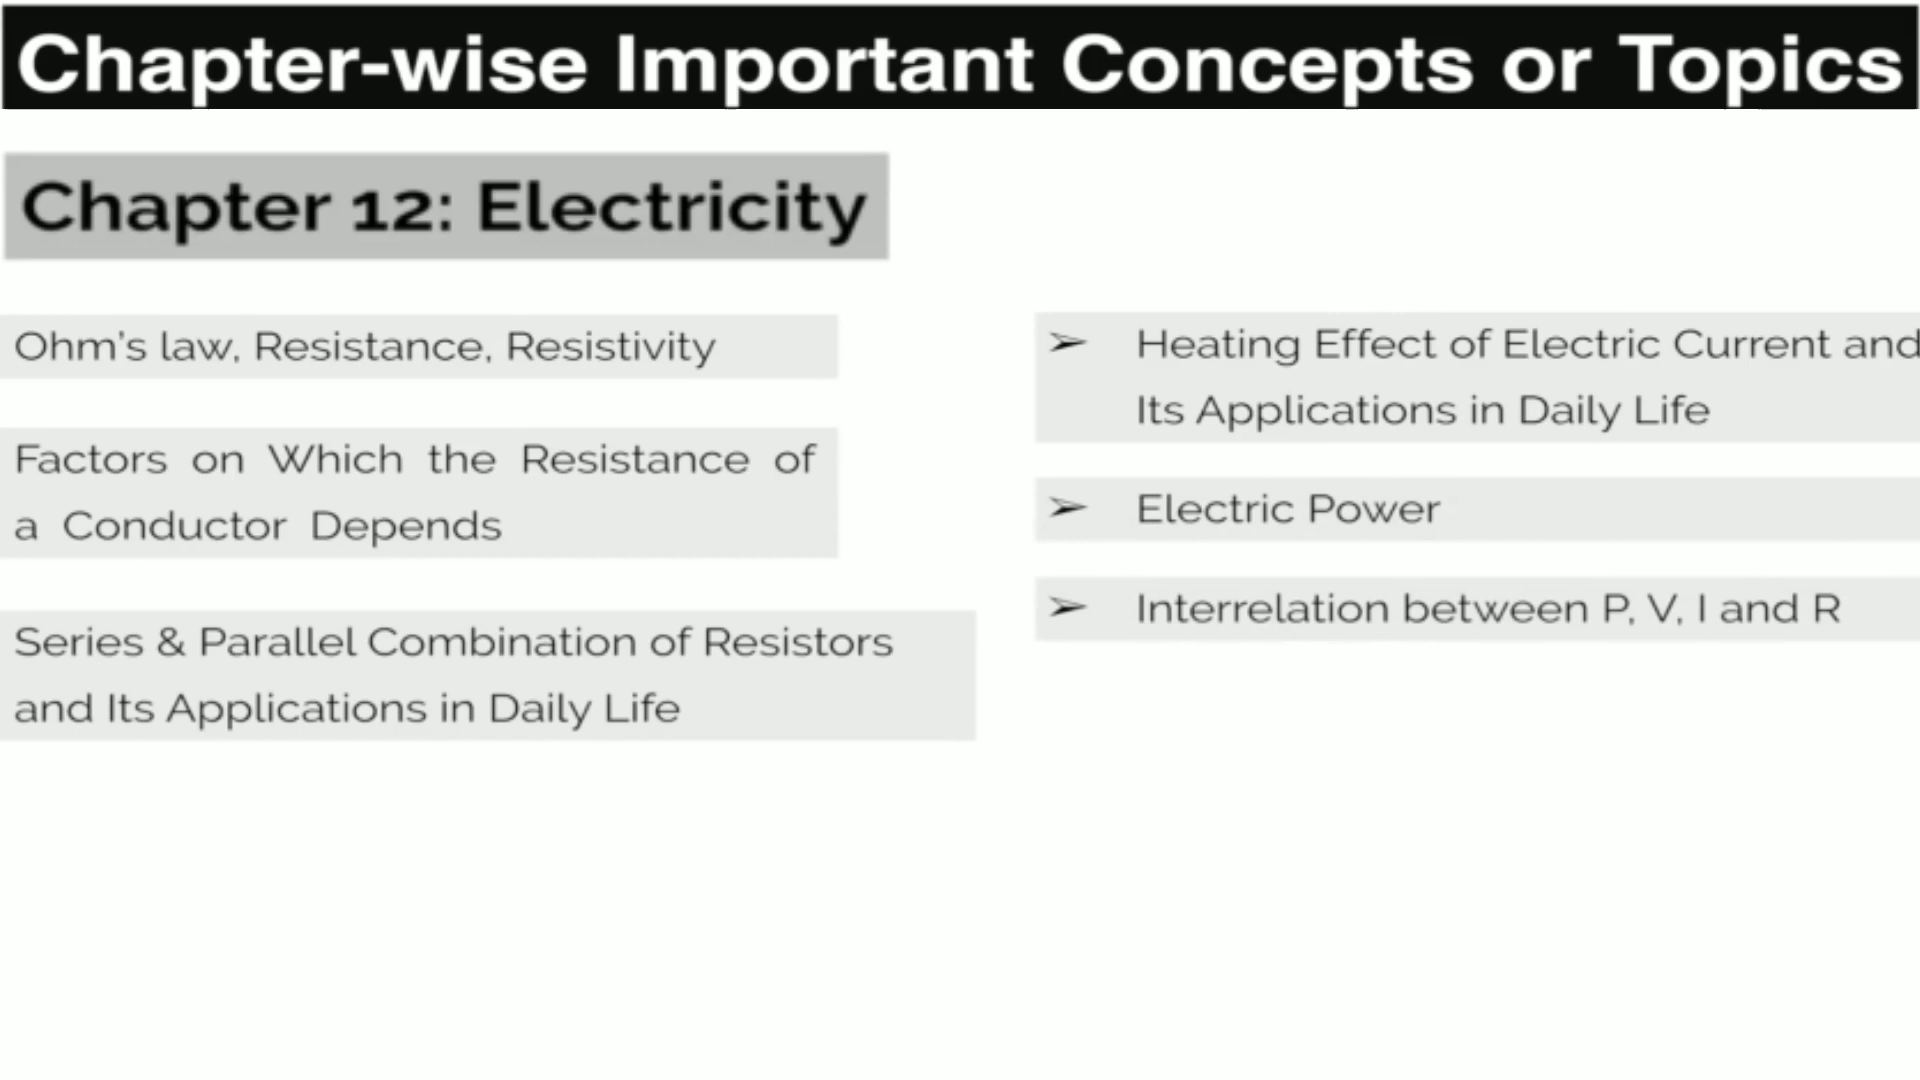 Chapter-wise Important Concepts or Topics
Chapter 12: Electricity
Ohm's law, Resistance, Resistivity
Factors on Which the Resistance of
a Conductor Depends
Series & Parallel Combination of Resistors
and Its Applications in Daily Life
➢ Heating Effect of Electric Current and
Its Applications in Daily Life
➢ Electric Power
➢ Interrelation between P, V, I and R